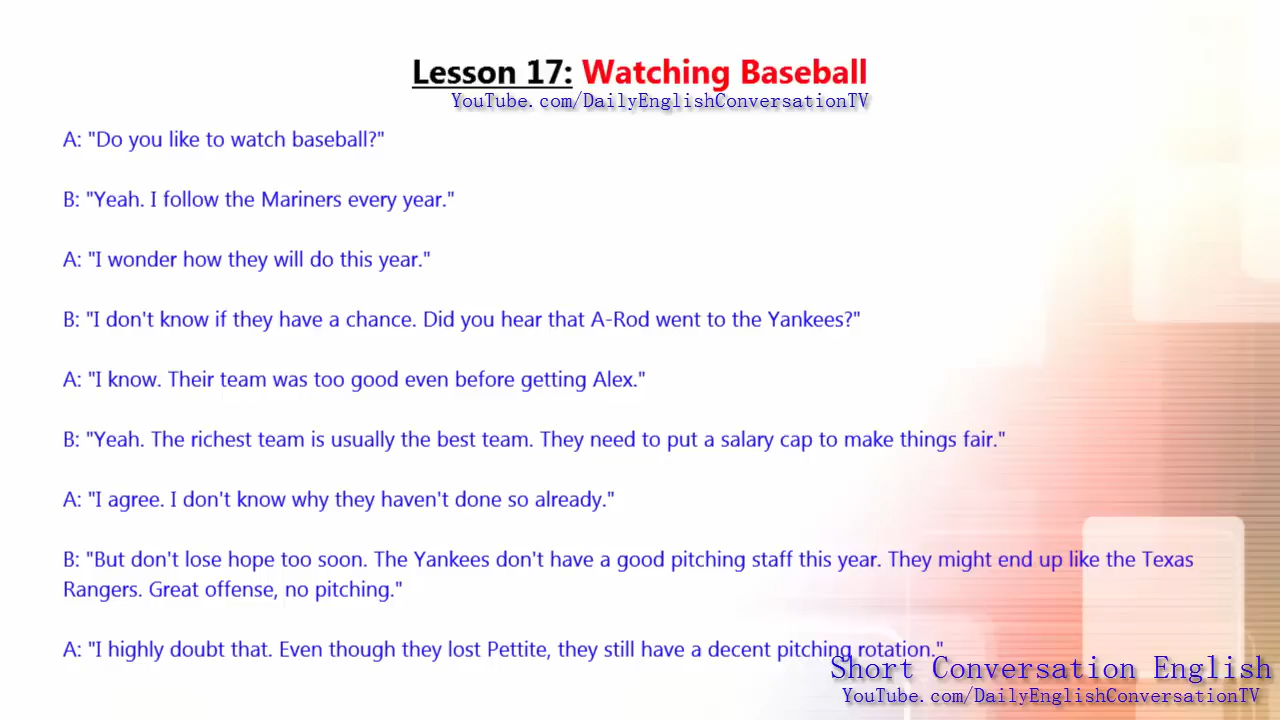 Lesson 17: Watching Baseball
YouTube.com/DailyEnglishConversationTV
A: "Do you like to watch baseball?"
B: "Yeah. I follow the Mariners every year."
A: "I wonder how they will do this year."
B: "I don't know if they have a chance. Did you hear that A-Rod went to the Yankees?"
A: "I know. Their team was too good even before getting Alex."
B: "Yeah. The richest team is usually the best team. They need to put a salary cap to make things fair."
A: "I agree. I don't know why they haven't done so already."
B: "But don't lose hope too soon. The Yankees don't have a good pitching staff this year. They might end up like the Texas
Rangers. Great offense, no pitching."
A: "I highly doubt that. Even though they lost Pettite, they still have a decent pitching rotation."
Short Conversation English
YouTube.com/DailyEnglishConversationTV